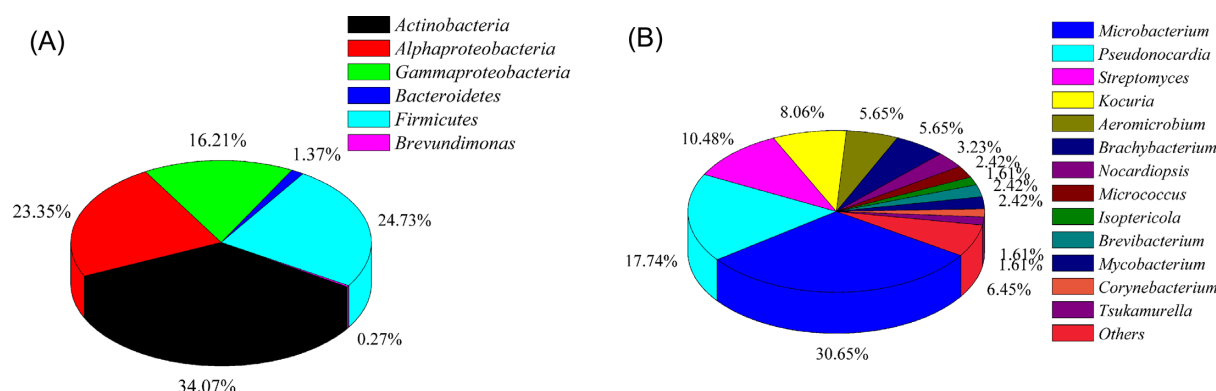 (A)
Actinobacteria
Alphaproteobacteria
Gammaproteobacteria
Bacteroidetes
Firmicutes
Brevundimonas
16.21%
1.37%
23.35%
24.73%
0.27%
34.07%
(B)
Microbacterium
Pseudonocardia
Streptomyces
Kocuria
Aeromicrobium
Brachybacterium
Nocardiopsis
Micrococcus
Isoptericola
Brevibacterium
Mycobacterium
Corynebacterium
Tsukamurella
Others
8.06%
5.65%
10.48%
5.65%
3.23%
2.42%
1.61%
2.42%
2.42%
17.74%
1.61%
1.61%
6.45%
30.65%